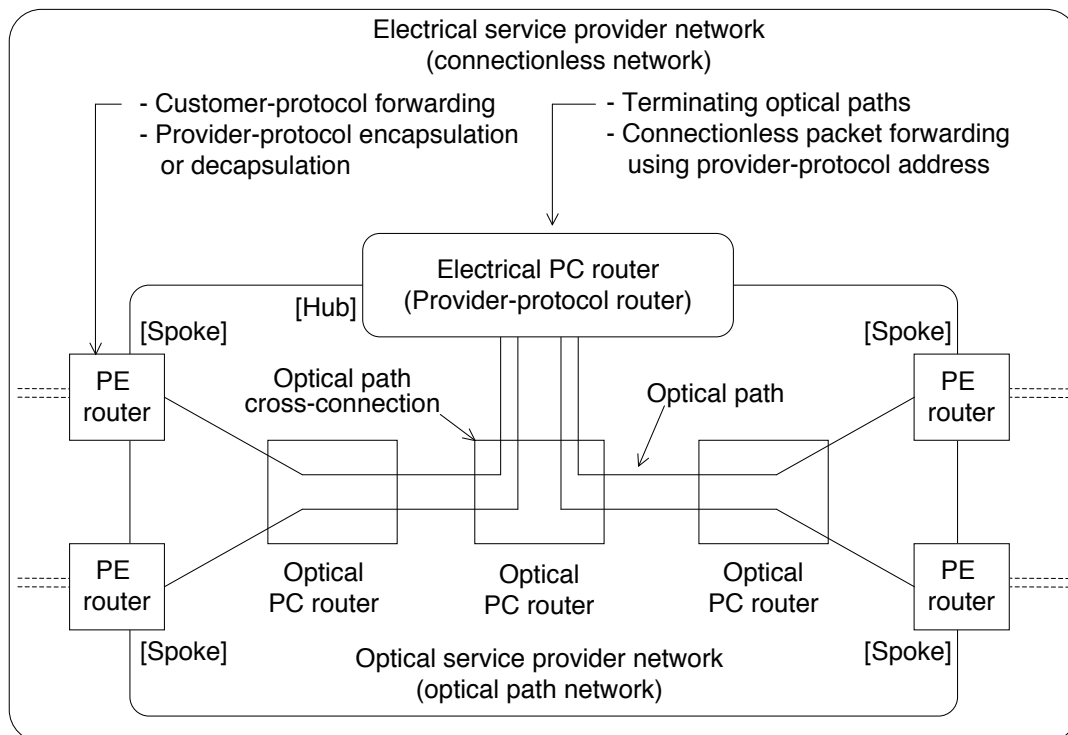 Electrical service provider network
(connectionless network)
- Customer-protocol forwarding
- Provider-protocol encapsulation
or decapsulation
- Terminating optical paths
- Connectionless packet forwarding
using provider-protocol address
Electrical PC router
(Provider-protocol router)
[Hub]
[Spoke]
[Spoke]
PE
router
Optical path
cross-connection
Optical path
PE
router
PE
router
Optical
PC router
Optical
PC router
Optical
PC router
PE
router
[Spoke]
Optical service provider network
(optical path network)
[Spoke]